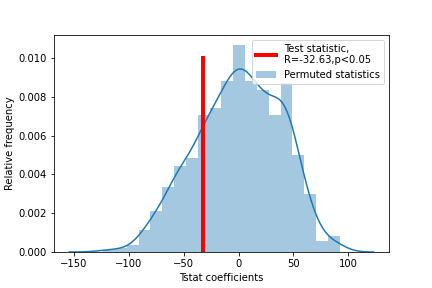 Test statistic,
R=-32.63,p<0.05
Permuted statistics
Relative frequency
0.010
0.008
0.006
0.004
0.002
0.000
−150
−100
−50
0
50
100
Tstat coefficients